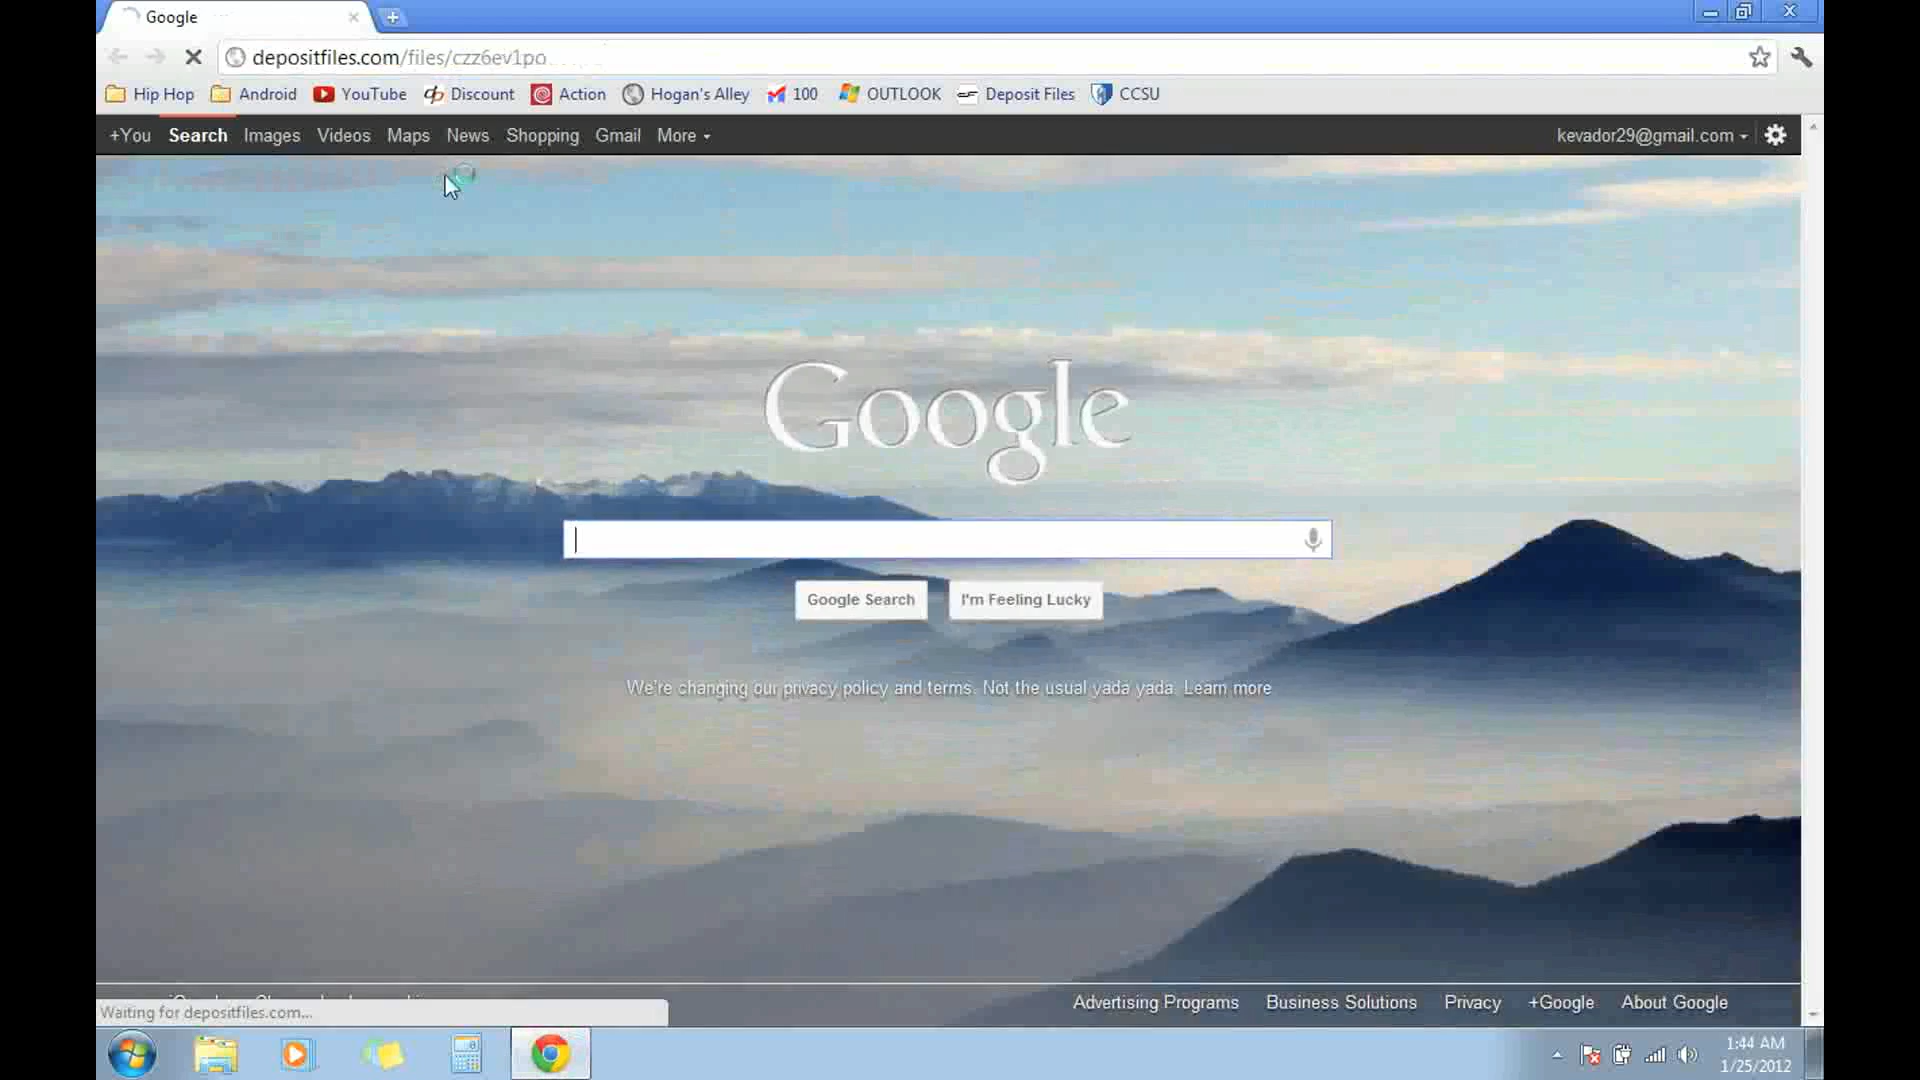 Google
depositfiles.com/files/czz6ev1po
Hip Hop Android YouTube Discount Action Hogan's Alley 100 OUTLOOK Deposit Files CCSU
+You Search Images Videos Maps News Shopping Gmail More kevador29@gmail.com
Google
Google Search I'm Feeling Lucky
We're changing our privacy policy and terms. Not the usual yada yada. Learn more
Advertising Programs Business Solutions Privacy +Google About Google
Waiting for depositfiles.com...
1:44 AM
1/25/2012